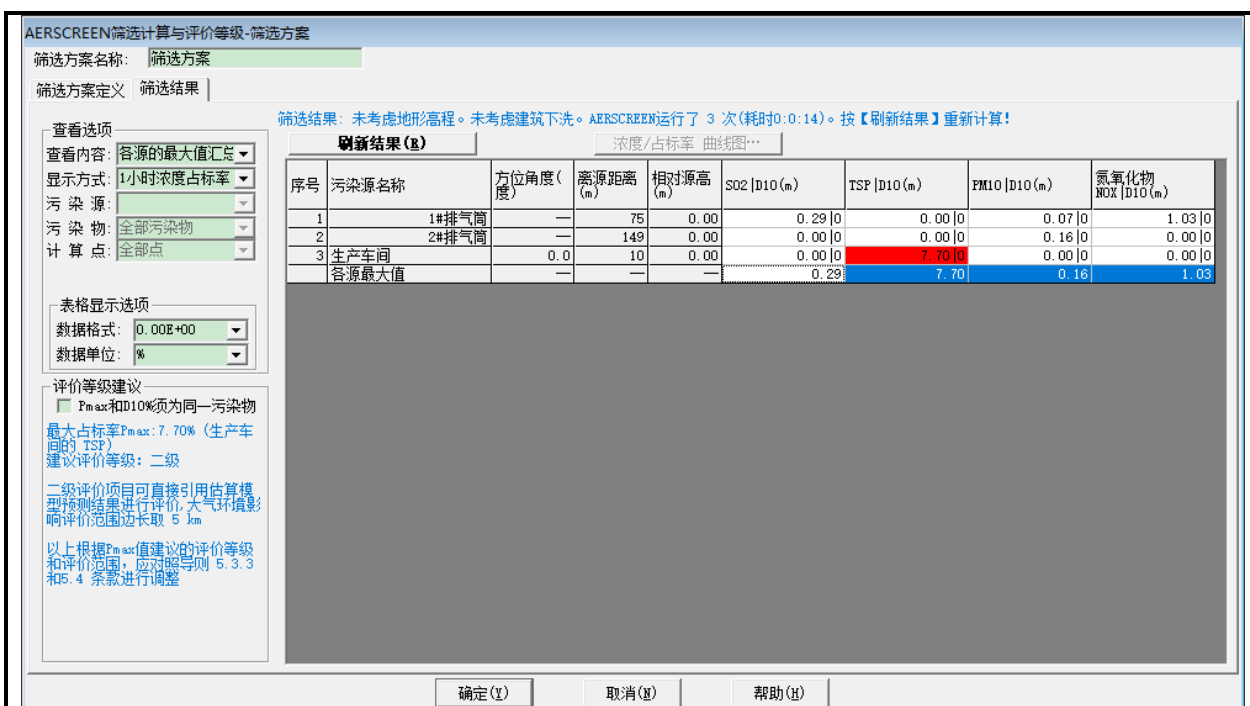 AERSCREEN筛选计算与评价等级-筛选方案
筛选方案名称: 筛选方案
筛选方案定义 筛选结果
筛选结果: 未考虑地形高程。未考虑建筑下洗。AERSCREEN运行了 3 次(耗时0:0:14)。按【刷新结果】重新计算!
刷新结果(R) 浓度/占标率 曲线图…
查看选项
查看内容: 各源的最大值汇总
显示方式: 1小时浓度占标率
污 染 源:
污 染 物: 全部污染物
计 算 点: 全部点
表格显示选项
数据格式: 0.00E+00
数据单位: %
评价等级建议
Pmax和D10%须为同一污染物
最大占标率Pmax:7.70% (生产车
间的 TSP)
建议评价等级: 二级
二级评价项目可直接引用估算模
型预测结果进行评价,大气环境影
响评价范围边长取 5 km
以上根据Pmax值建议的评价等级
和评价范围,应对照导则 5.3.3
和5.4 条款进行调整
序号 污染源名称 方位角度(度) 离源距离(m) 相对源高(m) SO2|D10(m) TSP|D10(m) PM10|D10(m) 氮氧化物NOX|D10(m)
1 1#排气筒 — 75 0.00 0.29|0 0.00|0 0.07|0 1.03|0
2 2#排气筒 — 149 0.00 0.00|0 0.00|0 0.16|0 0.00|0
3 生产车间 0.0 10 0.00 0.00|0 7.70|0 0.00|0 0.00|0
各源最大值 — — — 0.29 7.70 0.16 1.03
确定(Y) 取消(N) 帮助(H)